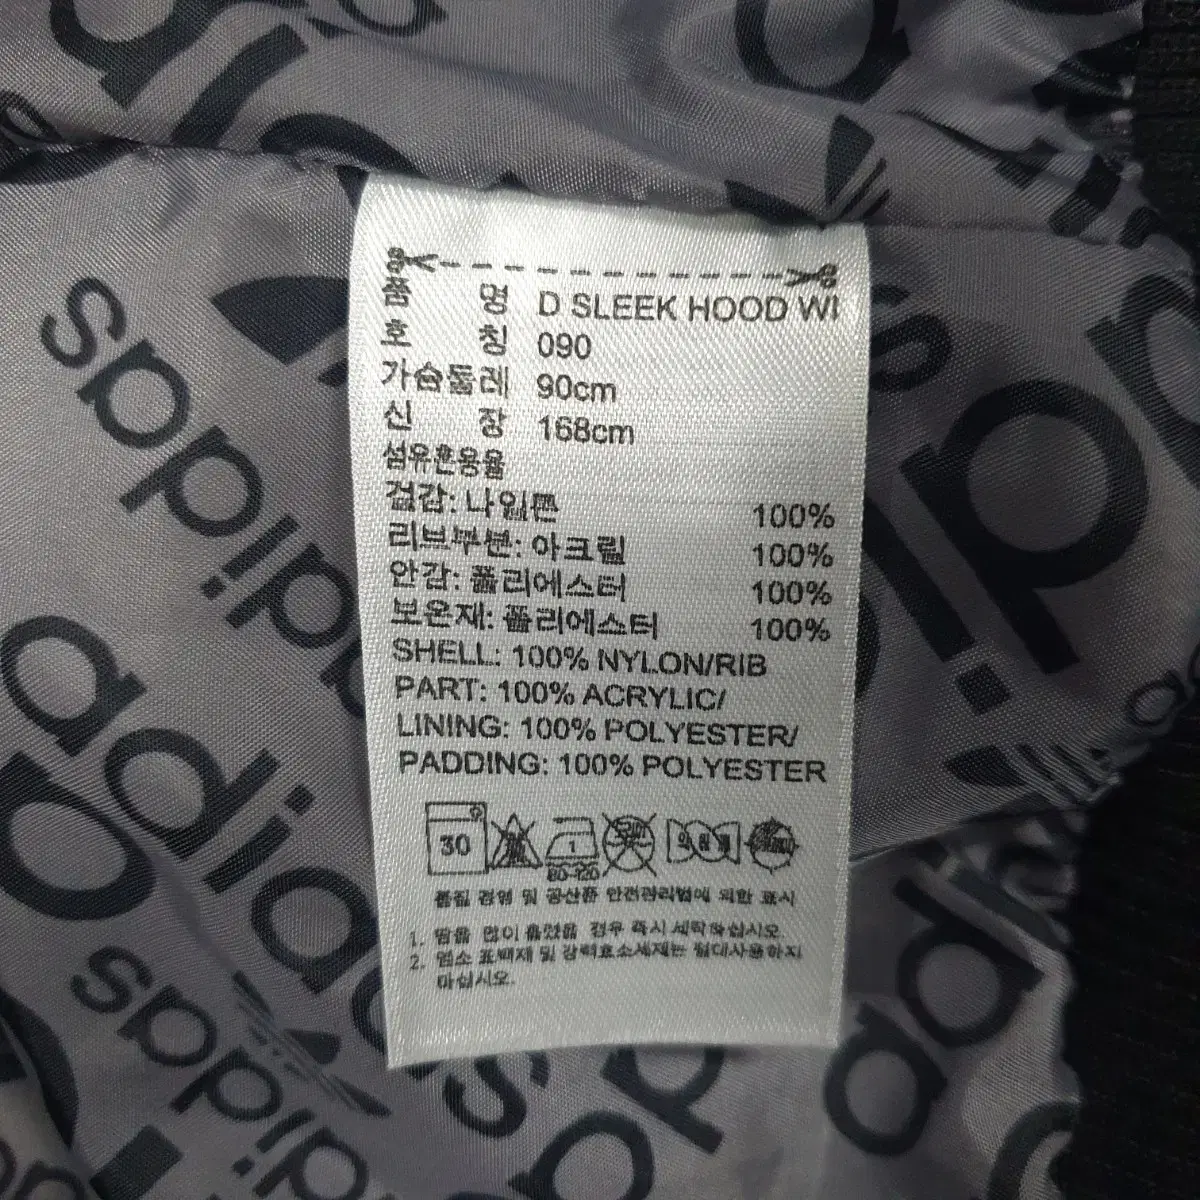 품 명 D SLEEK HOOD WI
호 칭 090
가슴둘레 90cm
신 장 168cm
섬유혼용율
겉감: 나일론 100%
리브부분: 아크릴 100%
안감: 폴리에스터 100%
보온재: 폴리에스터 100%
SHELL: 100% NYLON/RIB
PART: 100% ACRYLIC/
LINING: 100% POLYESTER/
PADDING: 100% POLYESTER
30 1 80-120
품질 경영 및 공산품 안전관리법에 의한 표시
1. 땀을 많이 흘렸을 경우 즉시 세탁하십시오.
2. 염소 표백제 및 강력효소세제는 절대사용하지
마십시오.
adidas
adidas
adidas